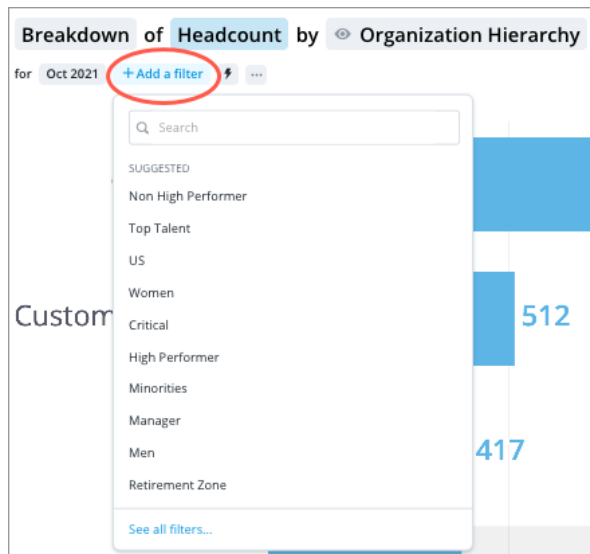 Breakdown of Headcount by Organization Hierarchy
for Oct 2021 + Add a filter ...
Search
SUGGESTED
Non High Performer
Top Talent
US
Women
Custom
512
Critical
High Performer
Minorities
Manager
Men
417
Retirement Zone
See all filters...